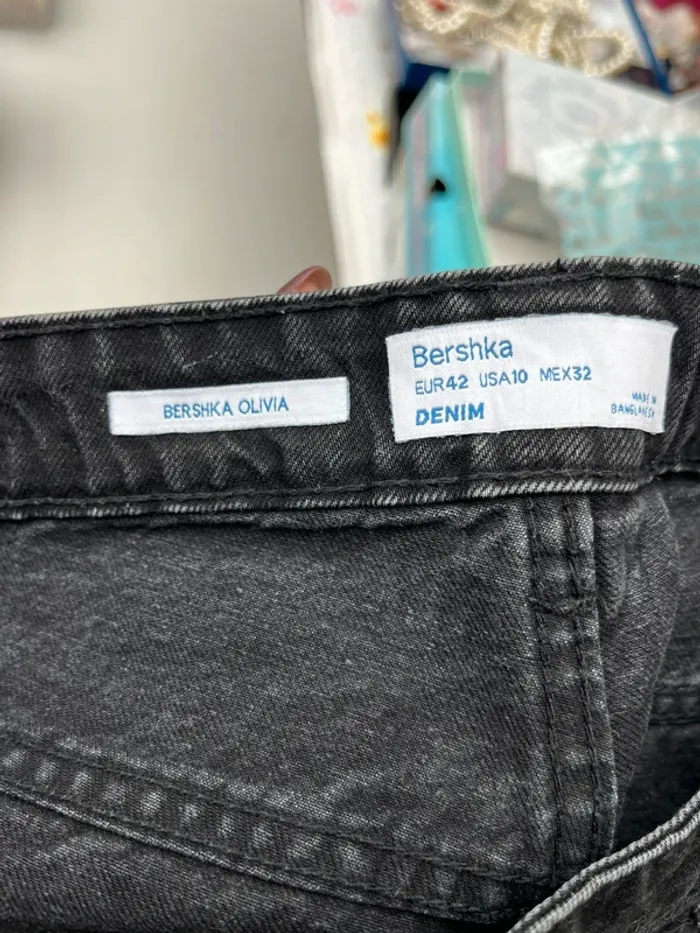 BERSHKA OLIVIA
Bershka
EUR42 USA10 MEX32
DENIM
MADE IN
BANGLADESH